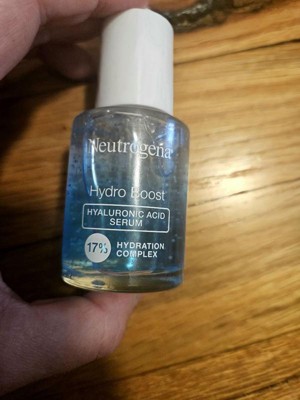 Neutrogena
Hydro Boost
HYALURONIC ACID
SERUM
17% HYDRATION
COMPLEX